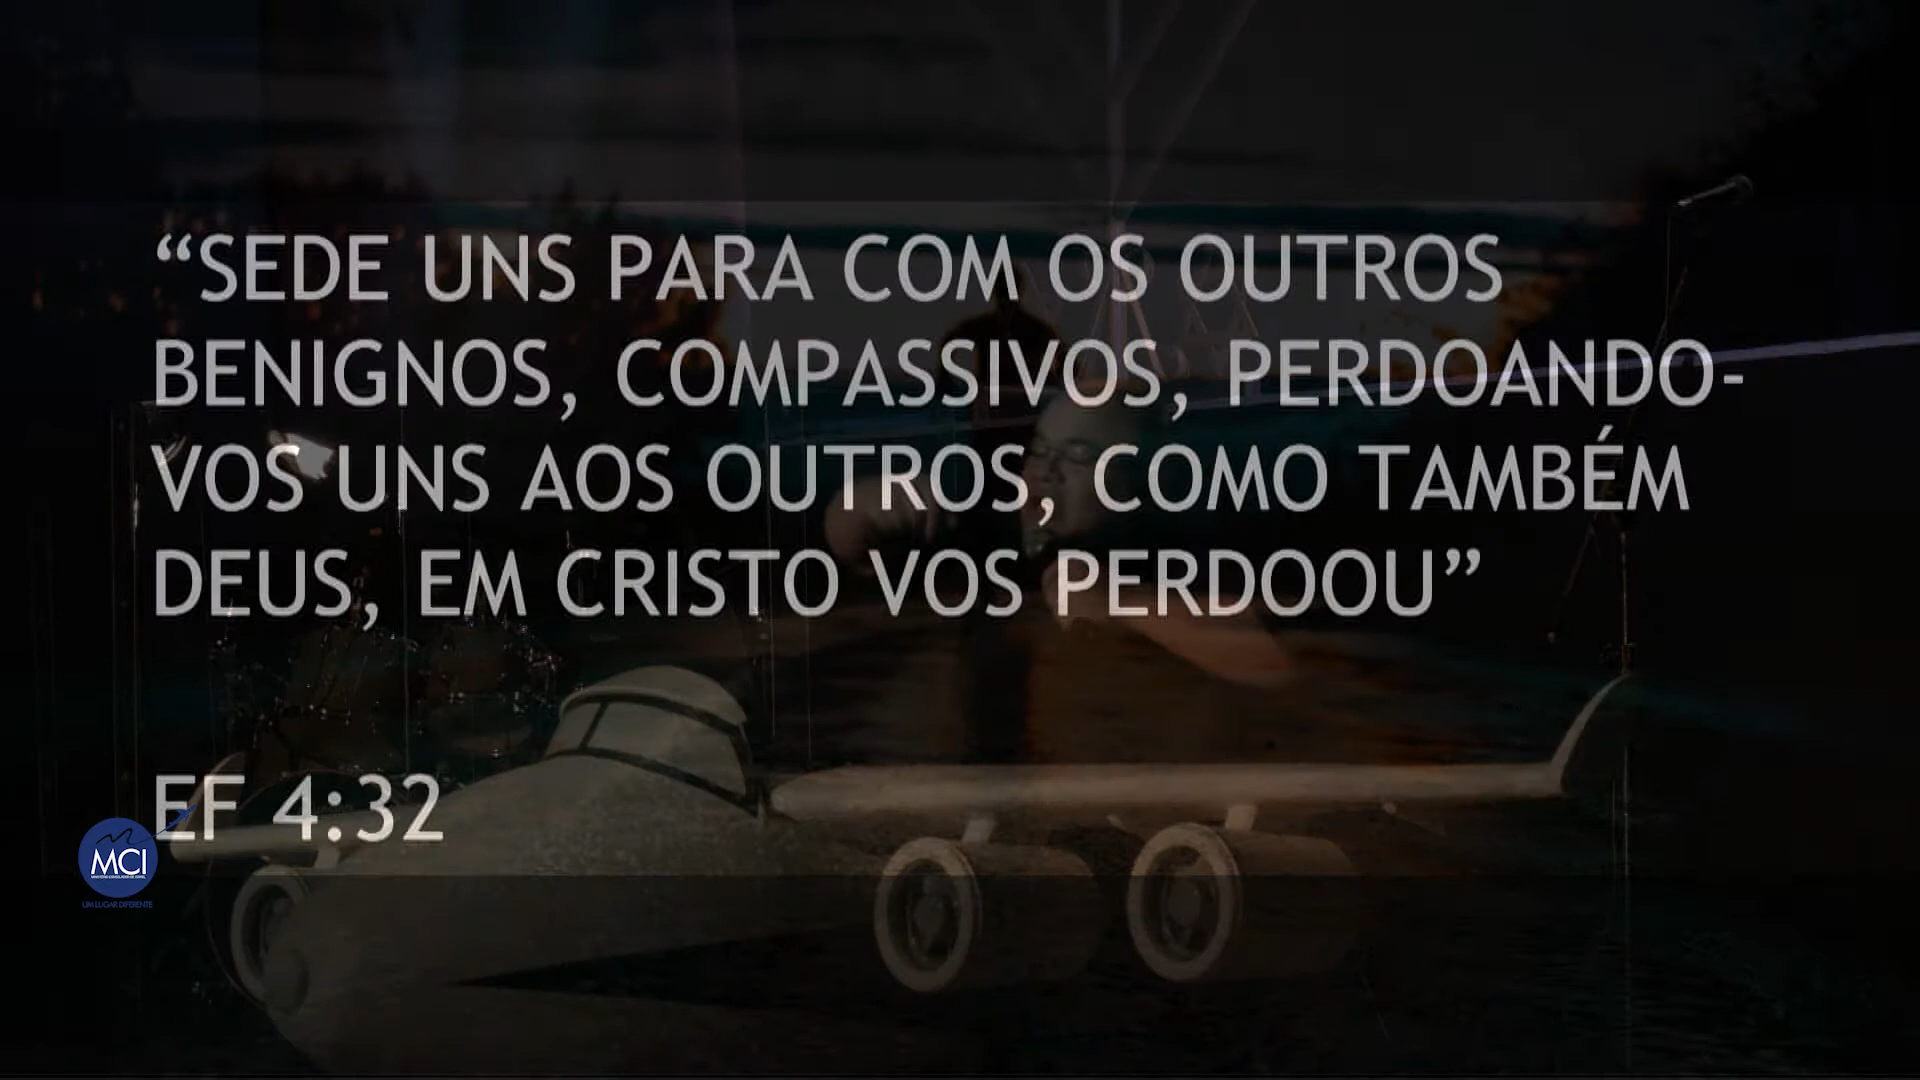 “SEDE UNS PARA COM OS OUTROS
BENIGNOS, COMPASSIVOS, PERDOANDO-
VOS UNS AOS OUTROS, COMO TAMBÉM
DEUS, EM CRISTO VOS PERDOOU”
EF 4:32
MCI
UM LUGAR DIFERENTE